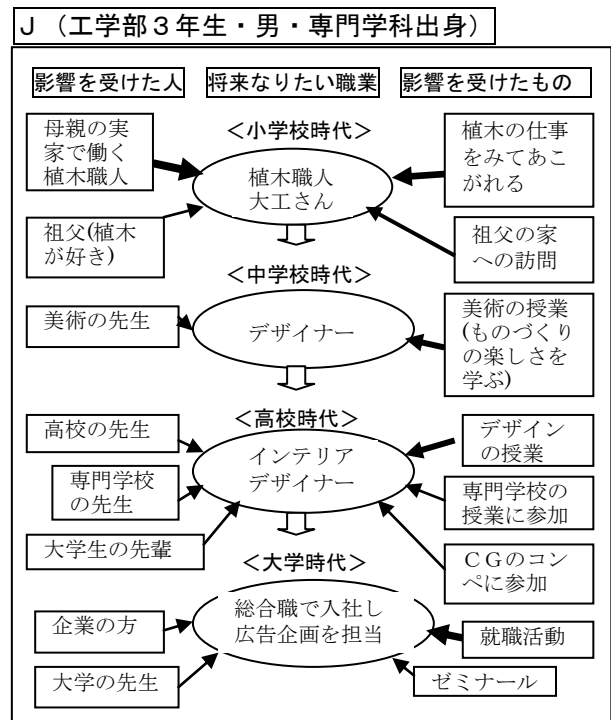 J（工学部３年生・男・専門学科出身）
影響を受けた人
将来なりたい職業
影響を受けたもの
＜小学校時代＞
母親の実
家で働く
植木職人
祖父(植木
が好き)
植木職人
大工さん
植木の仕事
をみてあこ
がれる
祖父の家
への訪問
＜中学校時代＞
美術の先生
デザイナー
美術の授業
(ものづくり
の楽しさを
学ぶ)
＜高校時代＞
高校の先生
専門学校
の先生
大学生の先輩
インテリア
デザイナー
デザイン
の授業
専門学校の
授業に参加
ＣＧのコン
ペに参加
＜大学時代＞
企業の方
大学の先生
総合職で入社し
広告企画を担当
就職活動
ゼミナール